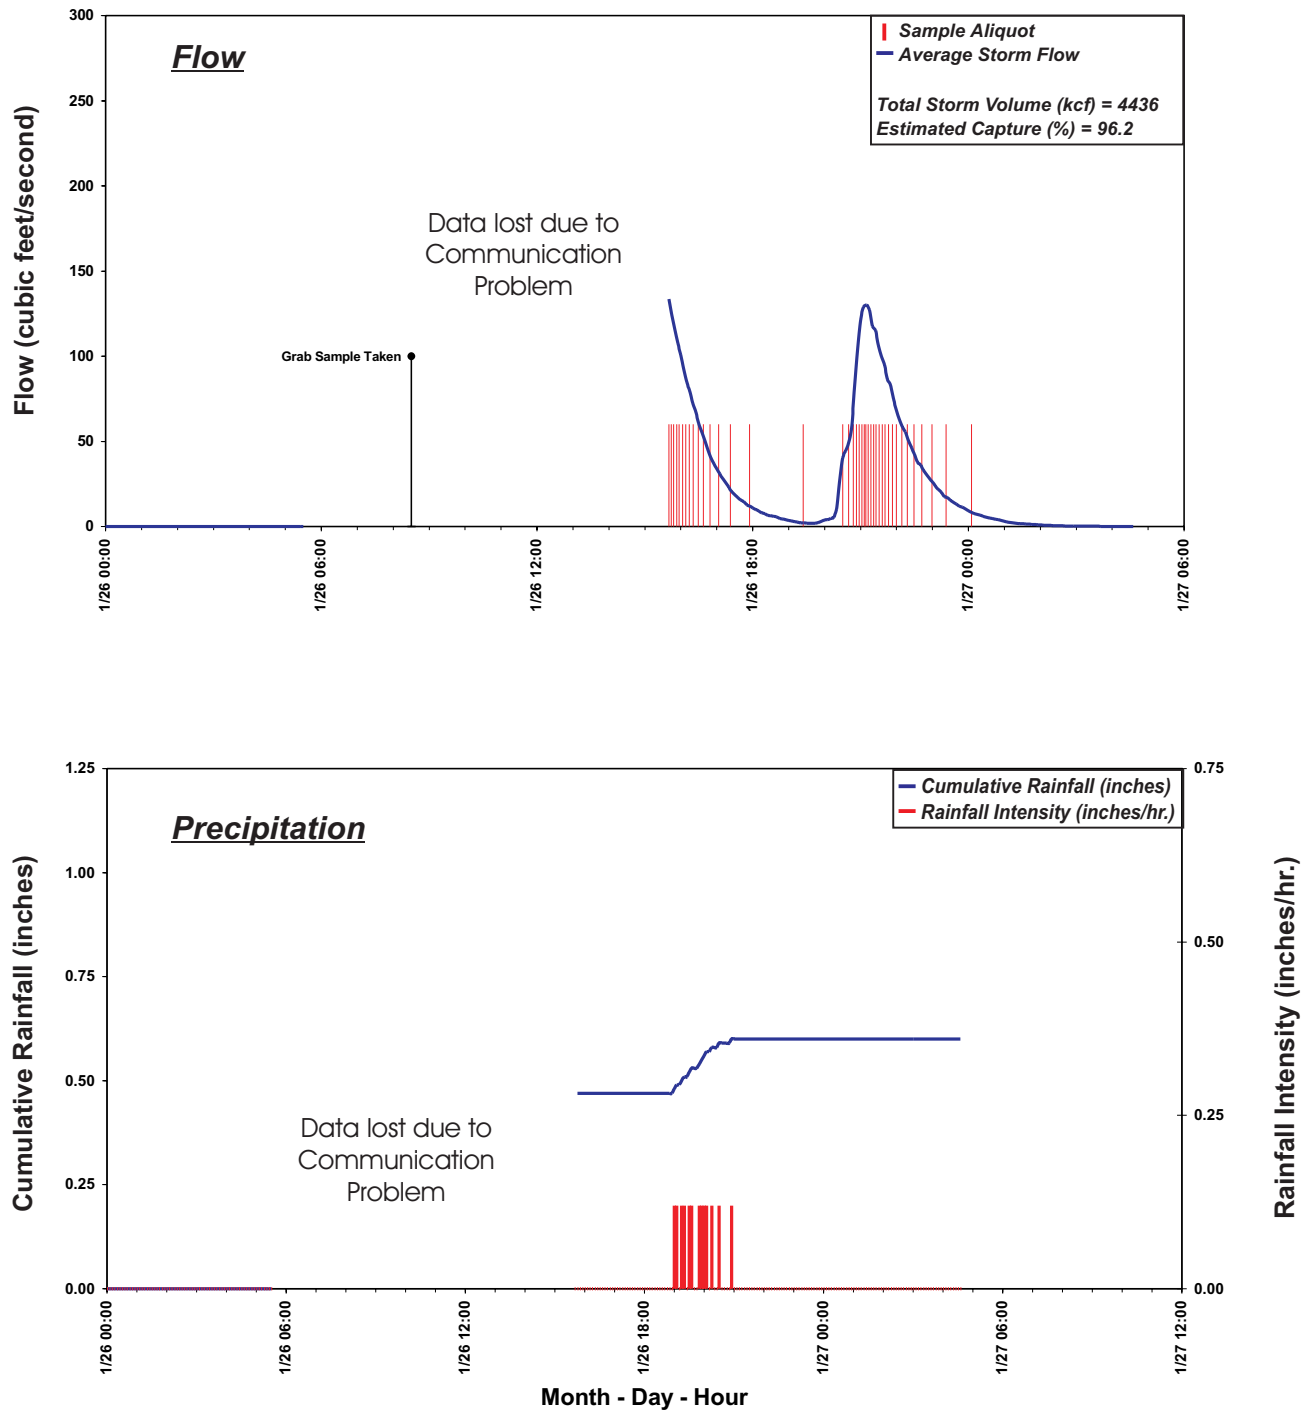 Flow
Sample Aliquot
Average Storm Flow
Total Storm Volume (kcf) = 4436
Estimated Capture (%) = 96.2
Flow (cubic feet/second)
300
250
200
150
100
50
0
Data lost due to
Communication
Problem
Grab Sample Taken
1/26 00:00
1/26 06:00
1/26 12:00
1/26 18:00
1/27 00:00
1/27 06:00
Precipitation
Cumulative Rainfall (inches)
Rainfall Intensity (inches/hr.)
Cumulative Rainfall (inches)
1.25
1.00
0.75
0.50
0.25
0.00
Data lost due to
Communication
Problem
0.75
0.50
0.25
0.00
Rainfall Intensity (inches/hr.)
1/26 00:00
1/26 06:00
1/26 12:00
1/26 18:00
1/27 00:00
1/27 06:00
1/27 12:00
Month - Day - Hour